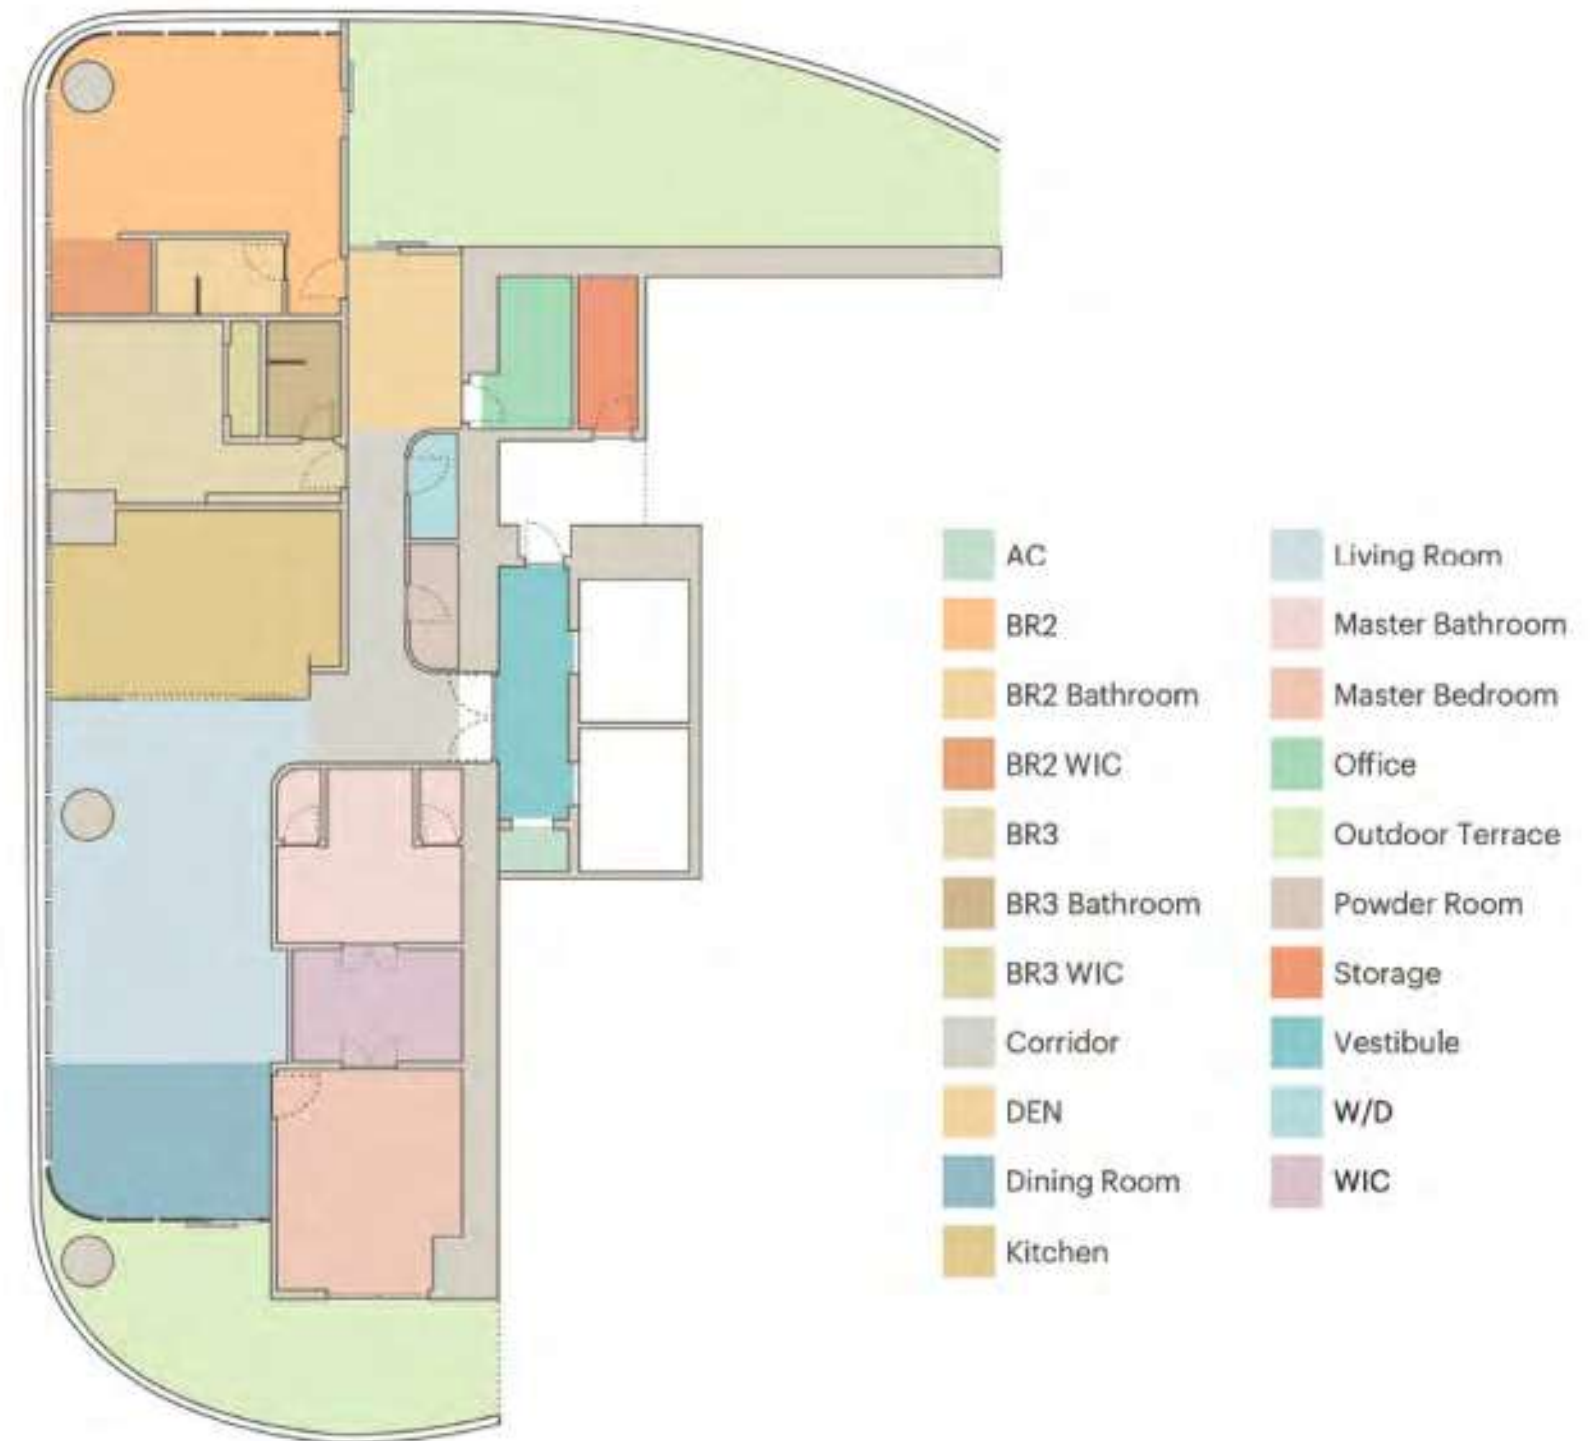 AC
BR2
BR2 Bathroom
BR2 WIC
BR3
BR3 Bathroom
BR3 WIC
Corridor
DEN
Dining Room
Kitchen
Living Room
Master Bathroom
Master Bedroom
Office
Outdoor Terrace
Powder Room
Storage
Vestibule
W/D
WIC